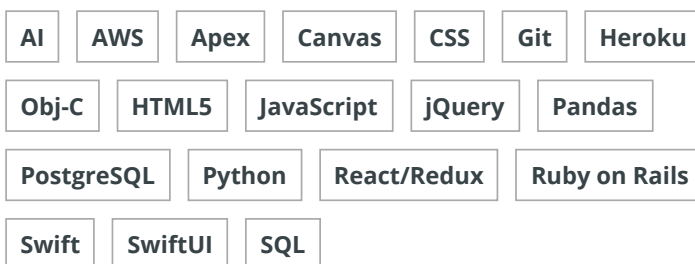 AI AWS Apex Canvas CSS Git Heroku
Obj-C HTML5 JavaScript jQuery Pandas
PostgreSQL Python React/Redux Ruby on Rails
Swift SwiftUI SQL